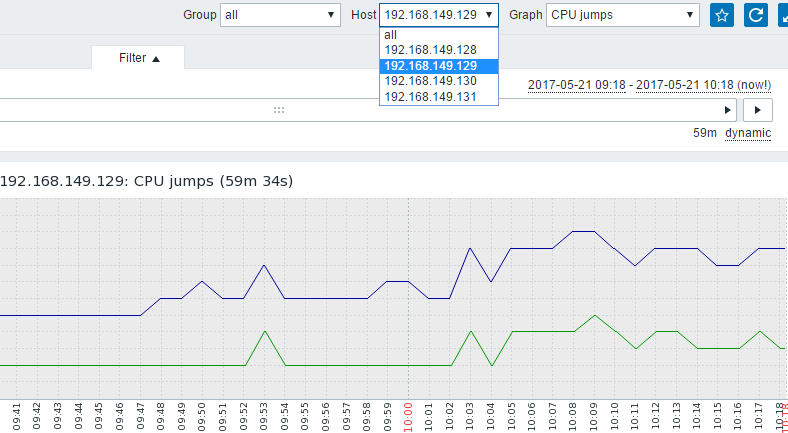 Group all Host 192.168.149.129 Graph CPU jumps
all
192.168.149.128
192.168.149.129
192.168.149.130
192.168.149.131
Filter
2017-05-21 09:18 - 2017-05-21 10:18 (now!)
59m dynamic
192.168.149.129: CPU jumps (59m 34s)
09:41 09:42 09:43 09:44 09:45 09:46 09:47 09:48 09:49 09:50 09:51 09:52 09:53 09:54 09:55 09:56 09:57 09:58 09:59 10:00 10:01 10:02 10:03 10:04 10:05 10:06 10:07 10:08 10:09 10:10 10:11 10:12 10:13 10:14 10:15 10:16 10:17 10:18